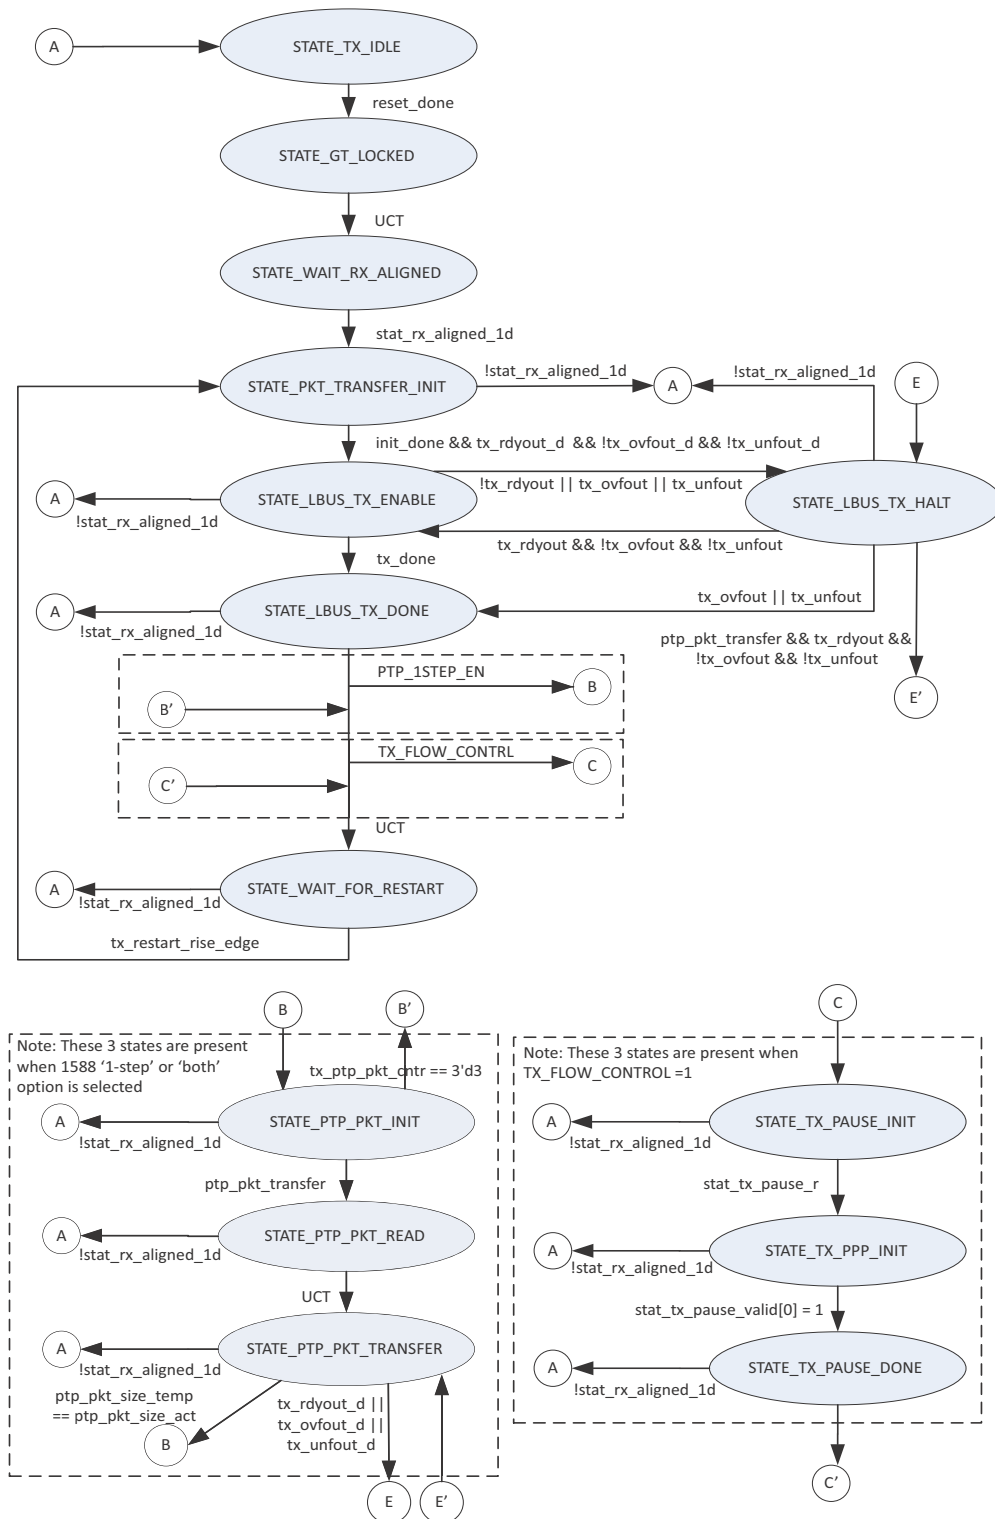 A
STATE_TX_IDLE
reset_done
STATE_GT_LOCKED
UCT
STATE_WAIT_RX_ALIGNED
stat_rx_aligned_1d
STATE_PKT_TRANSFER_INIT
!stat_rx_aligned_1d
A
!stat_rx_aligned_1d
E
init_done && tx_rdyout_d && !tx_ovfout_d && !tx_unfout_d
A
!stat_rx_aligned_1d
STATE_LBUS_TX_ENABLE
!tx_rdyout || tx_ovfout || tx_unfout
STATE_LBUS_TX_HALT
tx_rdyout && !tx_ovfout && !tx_unfout
tx_done
A
!stat_rx_aligned_1d
STATE_LBUS_TX_DONE
tx_ovfout || tx_unfout
ptp_pkt_transfer && tx_rdyout &&
!tx_ovfout && !tx_unfout
E’
PTP_1STEP_EN
B
B’
TX_FLOW_CONTRL
C
C’
UCT
A
!stat_rx_aligned_1d
STATE_WAIT_FOR_RESTART
tx_restart_rise_edge
B
B’
Note: These 3 states are present
when 1588 ‘1-step’ or ‘both’
option is selected
tx_ptp_pkt_cntr == 3'd3
A
!stat_rx_aligned_1d
STATE_PTP_PKT_INIT
ptp_pkt_transfer
A
!stat_rx_aligned_1d
STATE_PTP_PKT_READ
UCT
A
!stat_rx_aligned_1d
STATE_PTP_PKT_TRANSFER
ptp_pkt_size_temp
== ptp_pkt_size_act
B
tx_rdyout_d ||
tx_ovfout_d ||
tx_unfout_d
E
E’
C
Note: These 3 states are present when
TX_FLOW_CONTROL =1
A
!stat_rx_aligned_1d
STATE_TX_PAUSE_INIT
stat_tx_pause_r
A
!stat_rx_aligned_1d
STATE_TX_PPP_INIT
stat_tx_pause_valid[0] = 1
A
!stat_rx_aligned_1d
STATE_TX_PAUSE_DONE
C’